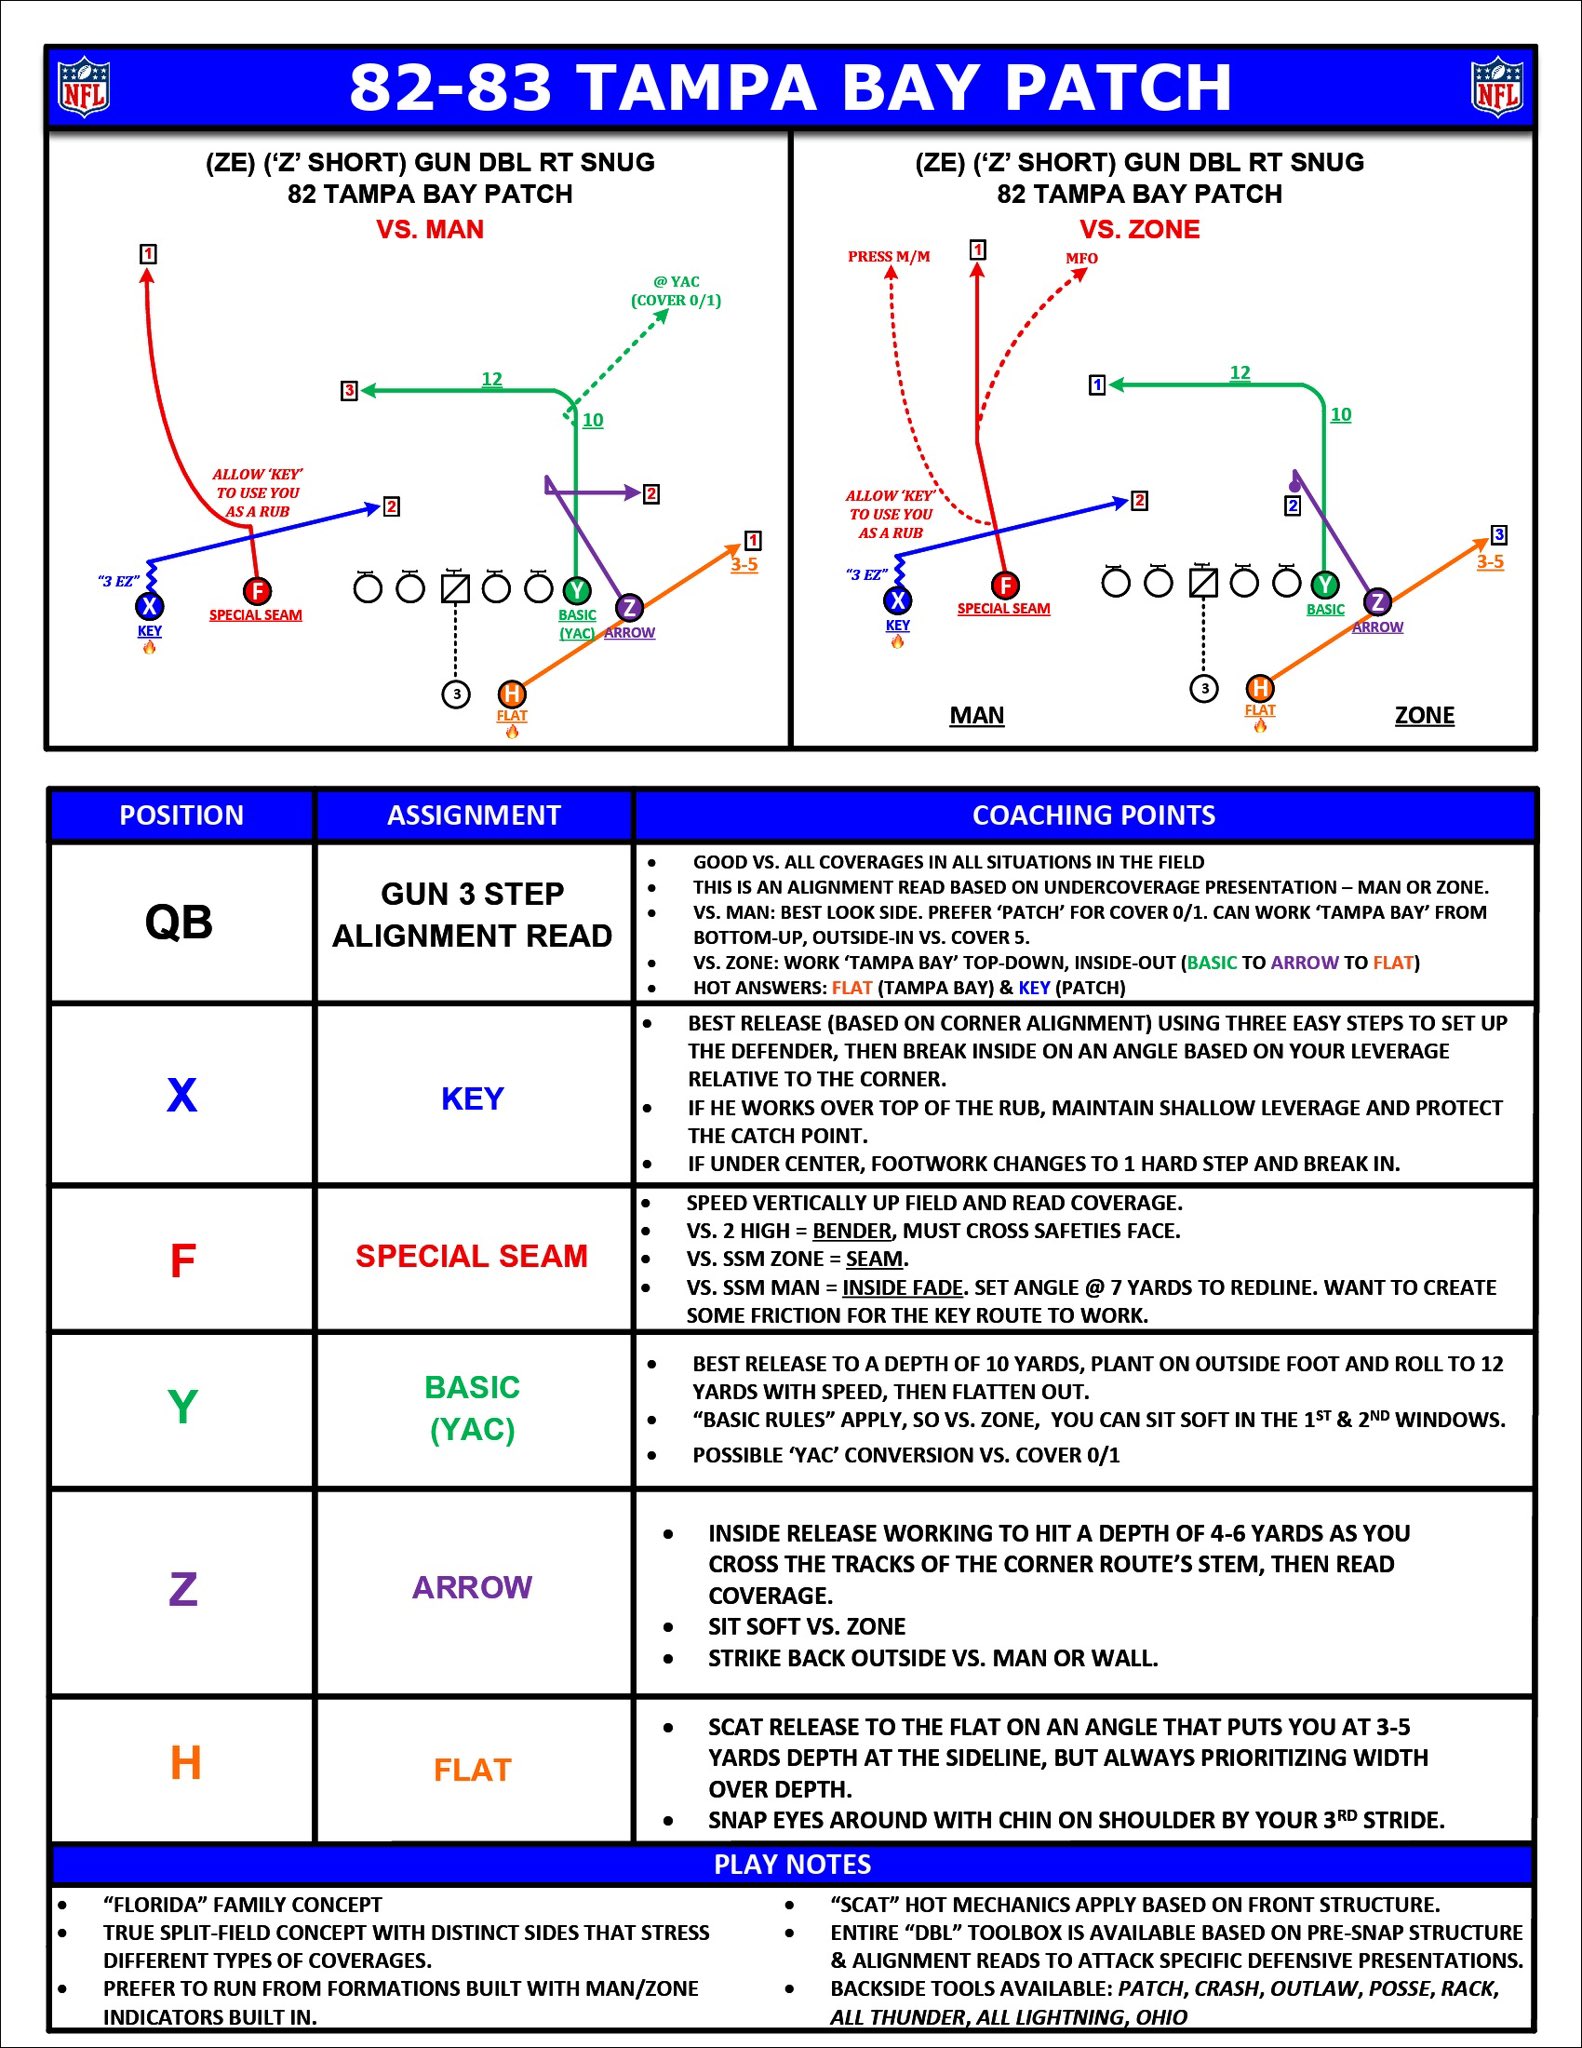 NFL
82-83 TAMPA BAY PATCH
NFL
(ZE) (‘Z’ SHORT) GUN DBL RT SNUG
82 TAMPA BAY PATCH
VS. MAN
1
@ YAC
(COVER 0/1)
12
3
10
ALLOW ‘KEY’
TO USE YOU
AS A RUB
2
2
1
3-5
“3 EZ”
X
KEY
F
SPECIAL SEAM
Y
BASIC
(YAC)
Z
ARROW
3
H
FLAT
(ZE) (‘Z’ SHORT) GUN DBL RT SNUG
82 TAMPA BAY PATCH
VS. ZONE
PRESS M/M
1
MFO
12
1
10
ALLOW ‘KEY’
TO USE YOU
AS A RUB
2
2
3
3-5
“3 EZ”
X
KEY
F
SPECIAL SEAM
Y
BASIC
Z
ARROW
3
H
FLAT
MAN
ZONE
POSITION
ASSIGNMENT
COACHING POINTS
QB
GUN 3 STEP
ALIGNMENT READ
• GOOD VS. ALL COVERAGES IN ALL SITUATIONS IN THE FIELD
• THIS IS AN ALIGNMENT READ BASED ON UNDERCOVERAGE PRESENTATION – MAN OR ZONE.
• VS. MAN: BEST LOOK SIDE. PREFER ‘PATCH’ FOR COVER 0/1. CAN WORK ‘TAMPA BAY’ FROM
BOTTOM-UP, OUTSIDE-IN VS. COVER 5.
• VS. ZONE: WORK ‘TAMPA BAY’ TOP-DOWN, INSIDE-OUT (BASIC TO ARROW TO FLAT)
• HOT ANSWERS: FLAT (TAMPA BAY) & KEY (PATCH)
X
KEY
• BEST RELEASE (BASED ON CORNER ALIGNMENT) USING THREE EASY STEPS TO SET UP
THE DEFENDER, THEN BREAK INSIDE ON AN ANGLE BASED ON YOUR LEVERAGE
RELATIVE TO THE CORNER.
• IF HE WORKS OVER TOP OF THE RUB, MAINTAIN SHALLOW LEVERAGE AND PROTECT
THE CATCH POINT.
• IF UNDER CENTER, FOOTWORK CHANGES TO 1 HARD STEP AND BREAK IN.
F
SPECIAL SEAM
• SPEED VERTICALLY UP FIELD AND READ COVERAGE.
• VS. 2 HIGH = BENDER, MUST CROSS SAFETIES FACE.
• VS. SSM ZONE = SEAM.
• VS. SSM MAN = INSIDE FADE. SET ANGLE @ 7 YARDS TO REDLINE. WANT TO CREATE
SOME FRICTION FOR THE KEY ROUTE TO WORK.
Y
BASIC
(YAC)
• BEST RELEASE TO A DEPTH OF 10 YARDS, PLANT ON OUTSIDE FOOT AND ROLL TO 12
YARDS WITH SPEED, THEN FLATTEN OUT.
• “BASIC RULES” APPLY, SO VS. ZONE, YOU CAN SIT SOFT IN THE 1ST & 2ND WINDOWS.
• POSSIBLE ‘YAC’ CONVERSION VS. COVER 0/1
Z
ARROW
• INSIDE RELEASE WORKING TO HIT A DEPTH OF 4-6 YARDS AS YOU
CROSS THE TRACKS OF THE CORNER ROUTE’S STEM, THEN READ
COVERAGE.
• SIT SOFT VS. ZONE
• STRIKE BACK OUTSIDE VS. MAN OR WALL.
H
FLAT
• SCAT RELEASE TO THE FLAT ON AN ANGLE THAT PUTS YOU AT 3-5
YARDS DEPTH AT THE SIDELINE, BUT ALWAYS PRIORITIZING WIDTH
OVER DEPTH.
• SNAP EYES AROUND WITH CHIN ON SHOULDER BY YOUR 3RD STRIDE.
PLAY NOTES
• “FLORIDA” FAMILY CONCEPT
• TRUE SPLIT-FIELD CONCEPT WITH DISTINCT SIDES THAT STRESS
DIFFERENT TYPES OF COVERAGES.
• PREFER TO RUN FROM FORMATIONS BUILT WITH MAN/ZONE
INDICATORS BUILT IN.
• “SCAT” HOT MECHANICS APPLY BASED ON FRONT STRUCTURE.
• ENTIRE “DBL” TOOLBOX IS AVAILABLE BASED ON PRE-SNAP STRUCTURE
& ALIGNMENT READS TO ATTACK SPECIFIC DEFENSIVE PRESENTATIONS.
• BACKSIDE TOOLS AVAILABLE: PATCH, CRASH, OUTLAW, POSSE, RACK,
ALL THUNDER, ALL LIGHTNING, OHIO